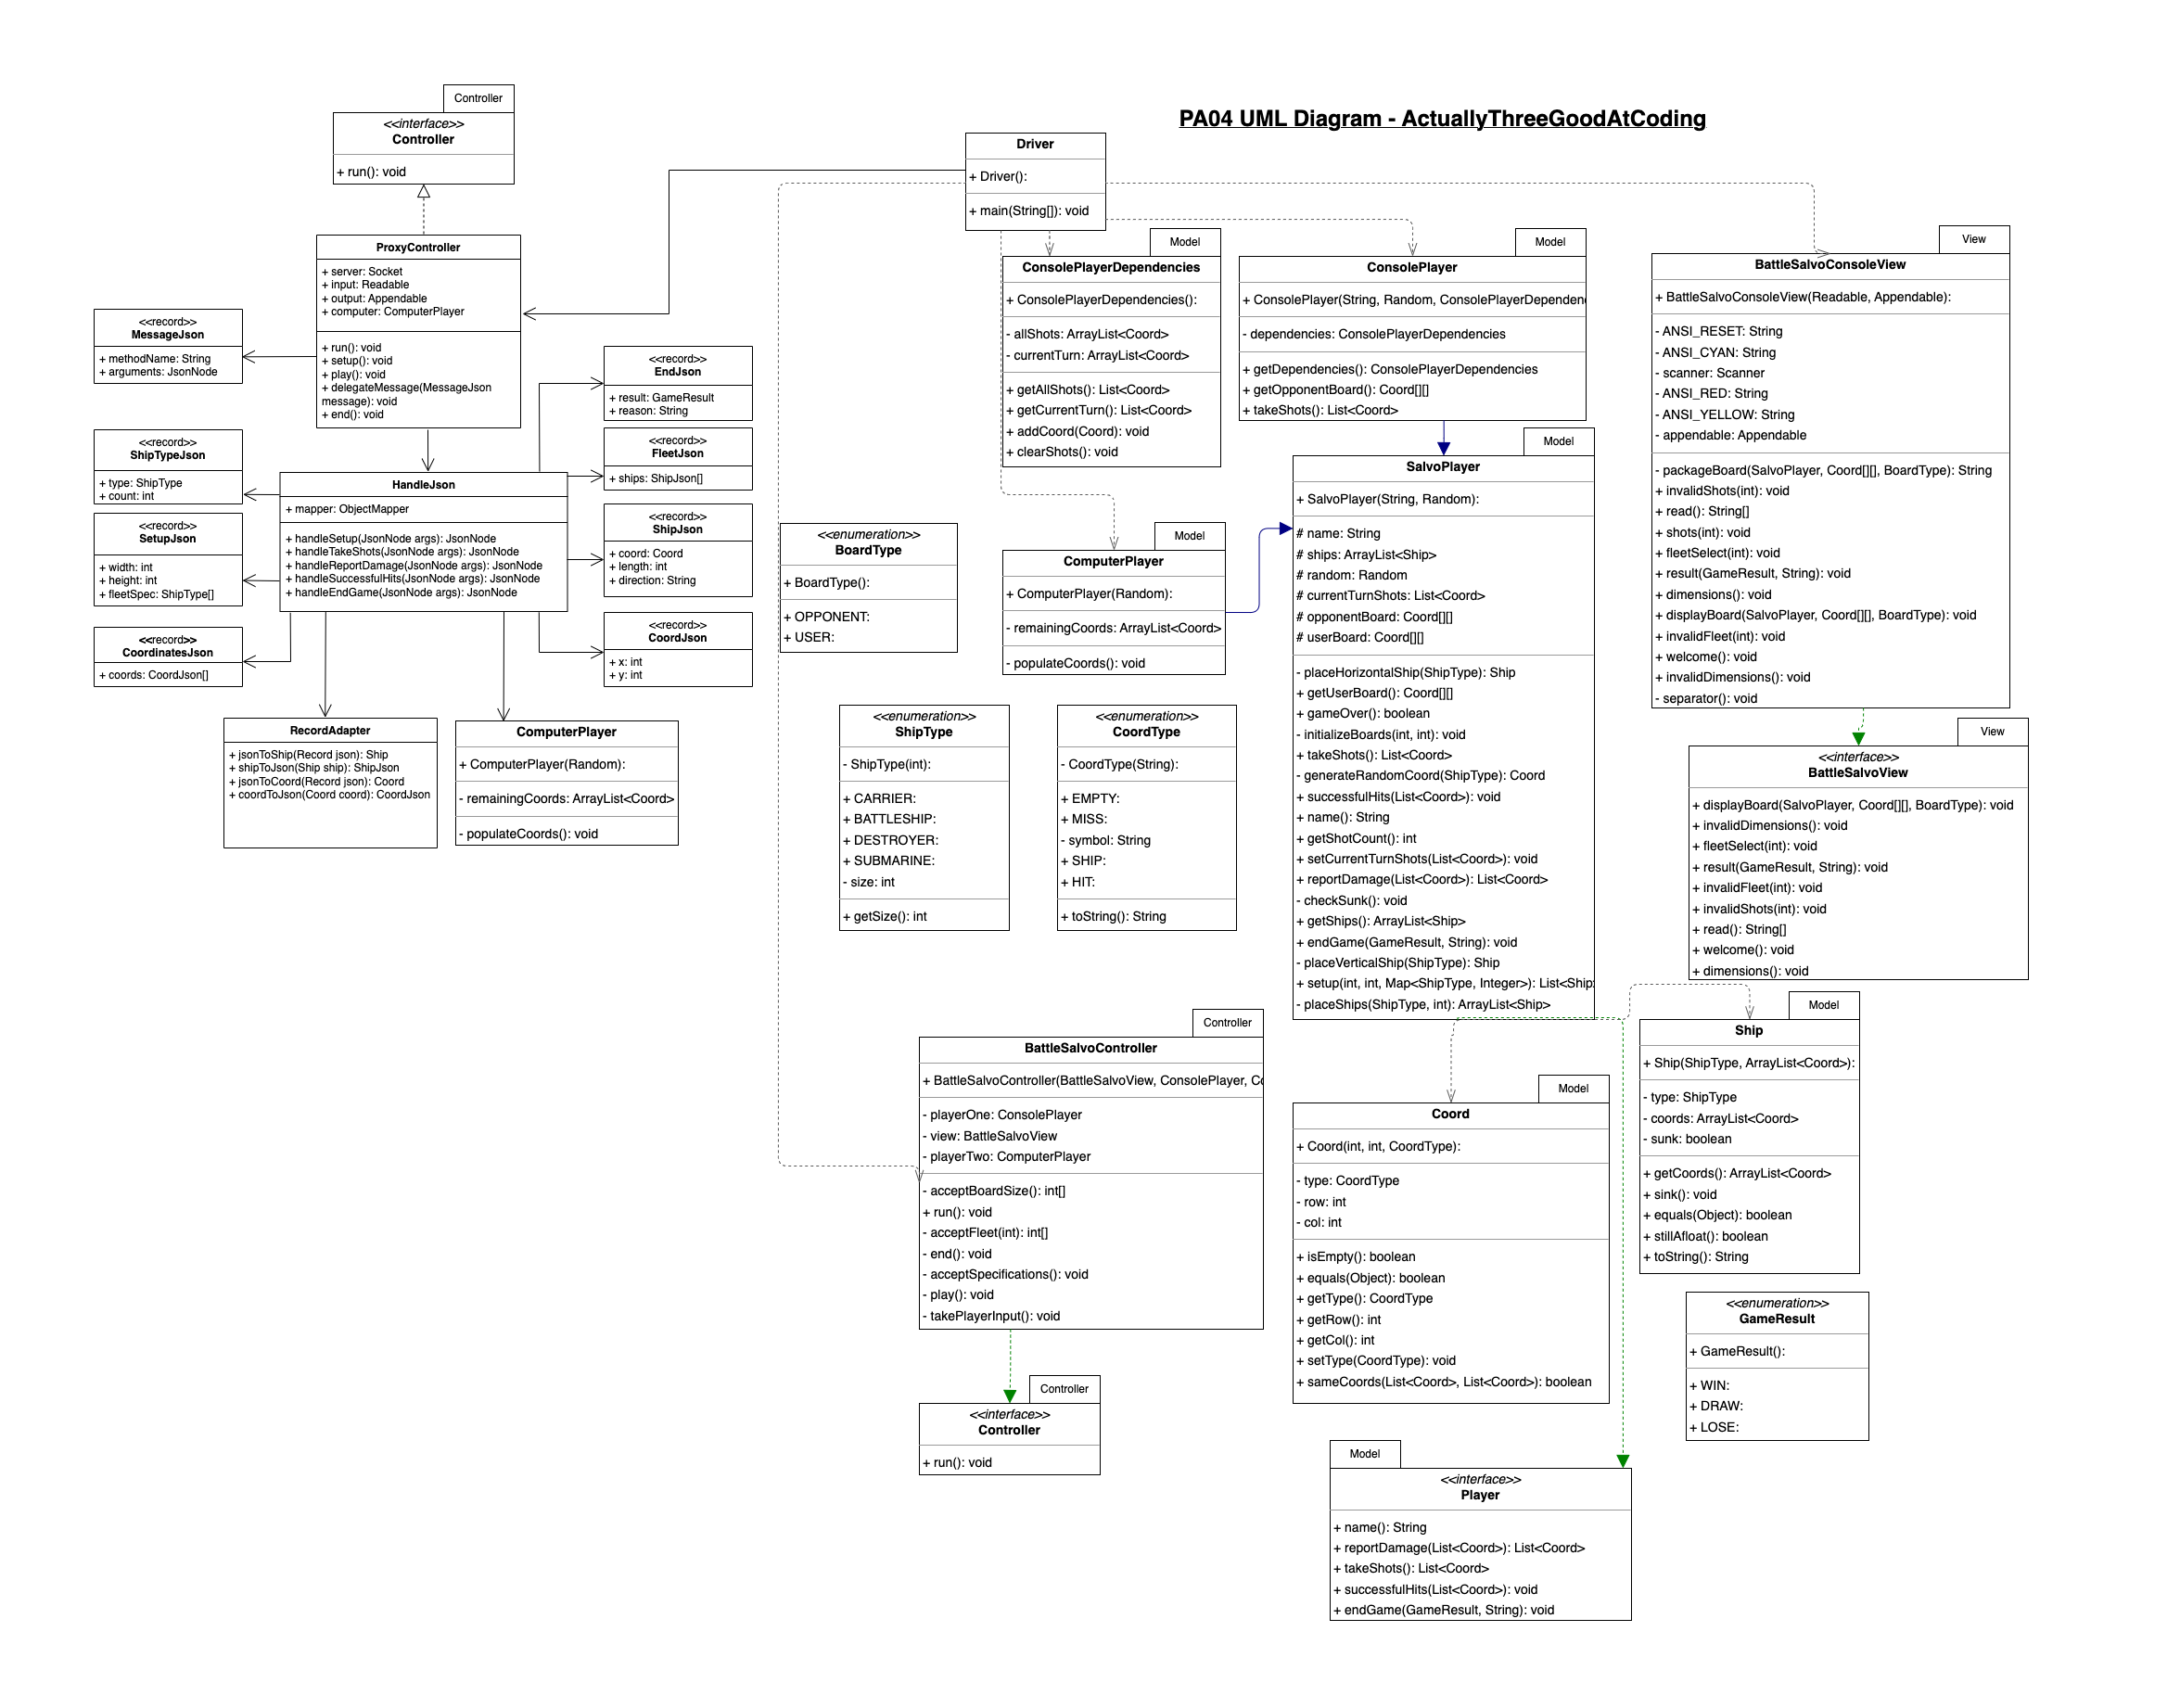 PA04 UML Diagram - ActuallyThreeGoodAtCoding
Controller
<<interface>>
Controller
+ run(): void
ProxyController
+ server: Socket
+ input: Readable
+ output: Appendable
+ computer: ComputerPlayer
+ run(): void
+ setup(): void
+ play(): void
+ delegateMessage(MessageJson
message): void
+ end(): void
<<record>>
MessageJson
+ methodName: String
+ arguments: JsonNode
<<record>>
ShipTypeJson
+ type: ShipType
+ count: int
<<record>>
SetupJson
+ width: int
+ height: int
+ fleetSpec: ShipType[]
<<record>>
CoordinatesJson
+ coords: CoordJson[]
HandleJson
+ mapper: ObjectMapper
+ handleSetup(JsonNode args): JsonNode
+ handleTakeShots(JsonNode args): JsonNode
+ handleReportDamage(JsonNode args): JsonNode
+ handleSuccessfulHits(JsonNode args): JsonNode
+ handleEndGame(JsonNode args): JsonNode
<<record>>
EndJson
+ result: GameResult
+ reason: String
<<record>>
FleetJson
+ ships: ShipJson[]
<<record>>
ShipJson
+ coord: Coord
+ length: int
+ direction: String
<<record>>
CoordJson
+ x: int
+ y: int
RecordAdapter
+ jsonToShip(Record json): Ship
+ shipToJson(Ship ship): ShipJson
+ jsonToCoord(Record json): Coord
+ coordToJson(Coord coord): CoordJson
ComputerPlayer
+ ComputerPlayer(Random):
- remainingCoords: ArrayList<Coord>
- populateCoords(): void
Driver
+ Driver():
+ main(String[]): void
Model
ConsolePlayerDependencies
+ ConsolePlayerDependencies():
- allShots: ArrayList<Coord>
- currentTurn: ArrayList<Coord>
+ getAllShots(): List<Coord>
+ getCurrentTurn(): List<Coord>
+ addCoord(Coord): void
+ clearShots(): void
Model
ConsolePlayer
+ ConsolePlayer(String, Random, ConsolePlayerDependen
- dependencies: ConsolePlayerDependencies
+ getDependencies(): ConsolePlayerDependencies
+ getOpponentBoard(): Coord[][]
+ takeShots(): List<Coord>
View
BattleSalvoConsoleView
+ BattleSalvoConsoleView(Readable, Appendable):
- ANSI_RESET: String
- ANSI_CYAN: String
- scanner: Scanner
- ANSI_RED: String
- ANSI_YELLOW: String
- appendable: Appendable
- packageBoard(SalvoPlayer, Coord[][], BoardType): String
+ invalidShots(int): void
+ read(): String[]
+ shots(int): void
+ fleetSelect(int): void
+ result(GameResult, String): void
+ dimensions(): void
+ displayBoard(SalvoPlayer, Coord[][], BoardType): void
+ invalidFleet(int): void
+ welcome(): void
+ invalidDimensions(): void
- separator(): void
<<enumeration>>
BoardType
+ BoardType():
+ OPPONENT:
+ USER:
Model
ComputerPlayer
+ ComputerPlayer(Random):
- remainingCoords: ArrayList<Coord>
- populateCoords(): void
Model
SalvoPlayer
+ SalvoPlayer(String, Random):
# name: String
# ships: ArrayList<Ship>
# random: Random
# currentTurnShots: List<Coord>
# opponentBoard: Coord[][]
# userBoard: Coord[][]
- placeHorizontalShip(ShipType): Ship
+ getUserBoard(): Coord[][]
+ gameOver(): boolean
- initializeBoards(int, int): void
+ takeShots(): List<Coord>
- generateRandomCoord(ShipType): Coord
+ successfulHits(List<Coord>): void
+ name(): String
+ getShotCount(): int
+ setCurrentTurnShots(List<Coord>): void
+ reportDamage(List<Coord>): List<Coord>
- checkSunk(): void
+ getShips(): ArrayList<Ship>
+ endGame(GameResult, String): void
- placeVerticalShip(ShipType): Ship
+ setup(int, int, Map<ShipType, Integer>): List<Ship
- placeShips(ShipType, int): ArrayList<Ship>
<<enumeration>>
ShipType
- ShipType(int):
+ CARRIER:
+ BATTLESHIP:
+ DESTROYER:
+ SUBMARINE:
- size: int
+ getSize(): int
<<enumeration>>
CoordType
- CoordType(String):
+ EMPTY:
+ MISS:
- symbol: String
+ SHIP:
+ HIT:
+ toString(): String
View
<<interface>>
BattleSalvoView
+ displayBoard(SalvoPlayer, Coord[][], BoardType): void
+ invalidDimensions(): void
+ fleetSelect(int): void
+ result(GameResult, String): void
+ invalidFleet(int): void
+ invalidShots(int): void
+ read(): String[]
+ welcome(): void
+ dimensions(): void
Controller
BattleSalvoController
+ BattleSalvoController(BattleSalvoView, ConsolePlayer, Co
- playerOne: ConsolePlayer
- view: BattleSalvoView
- playerTwo: ComputerPlayer
- acceptBoardSize(): int[]
+ run(): void
- acceptFleet(int): int[]
- end(): void
- acceptSpecifications(): void
- play(): void
- takePlayerInput(): void
Controller
<<interface>>
Controller
+ run(): void
Model
Coord
+ Coord(int, int, CoordType):
- type: CoordType
- row: int
- col: int
+ isEmpty(): boolean
+ equals(Object): boolean
+ getType(): CoordType
+ getRow(): int
+ getCol(): int
+ setType(CoordType): void
+ sameCoords(List<Coord>, List<Coord>): boolean
Model
Ship
+ Ship(ShipType, ArrayList<Coord>):
- type: ShipType
- coords: ArrayList<Coord>
- sunk: boolean
+ getCoords(): ArrayList<Coord>
+ sink(): void
+ equals(Object): boolean
+ stillAfloat(): boolean
+ toString(): String
<<enumeration>>
GameResult
+ GameResult():
+ WIN:
+ DRAW:
+ LOSE:
Model
<<interface>>
Player
+ name(): String
+ reportDamage(List<Coord>): List<Coord>
+ takeShots(): List<Coord>
+ successfulHits(List<Coord>): void
+ endGame(GameResult, String): void